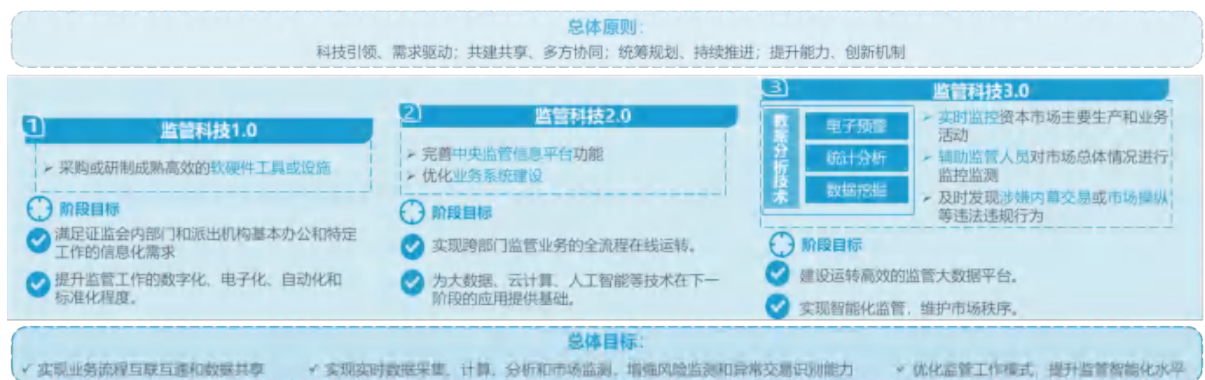 总体原则：
科技引领、需求驱动；共建共享、多方协同；统筹规划、持续推进；提升能力、创新机制
1
监管科技1.0
采购或研制成熟高效的软硬件工具或设施
阶段目标
满足证监会内部门和派出机构基本办公和特定
工作的信息化需求
提升监管工作的数字化、电子化、自动化和
标准化程度。
2
监管科技2.0
完善中央监管信息平台功能
优化业务系统建设
阶段目标
实现跨部门监管业务的全流程在线运转。
为大数据、云计算、人工智能等技术在下一
阶段的应用提供基础。
3
监管科技3.0
数据分析技术
电子预警
统计分析
数据挖掘
实时监控资本市场主要生产和业务
活动
辅助监管人员对市场总体情况进行
监控监测
及时发现涉嫌内幕交易或市场操纵
等违法违规行为
阶段目标
建设运转高效的监管大数据平台。
实现智能化监管，维护市场秩序。
总体目标：
实现业务流程互联互通和数据共享
实现实时数据采集、计算、分析和市场监测，增强风险监测和异常交易识别能力
优化监管工作模式，提升监管智能化水平